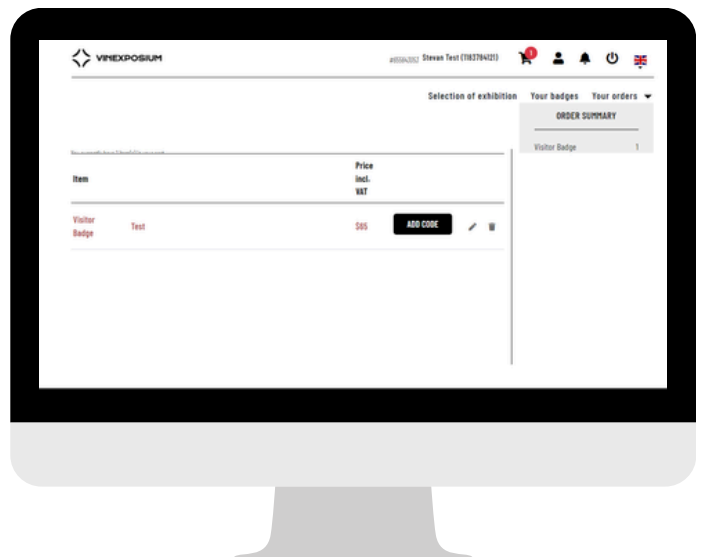 VINEXPOSIUM
Stevan Test (1183784121)
1
Selection of exhibition Your badges Your orders
ORDER SUMMARY
Visitor Badge 1
Item
Price incl. VAT
Visitor Badge
Test
$65
ADD CODE